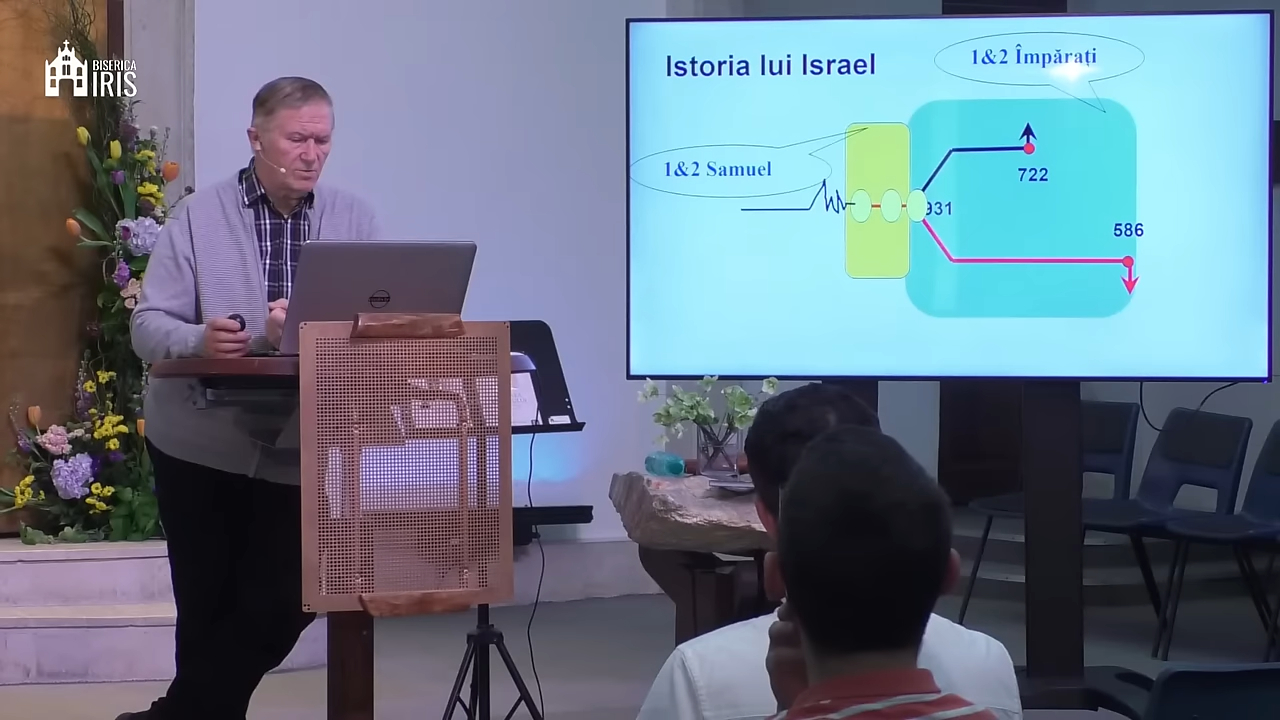 BISERICA
IRIS
Istoria lui Israel
1&2 Împărați
1&2 Samuel
722
931
586